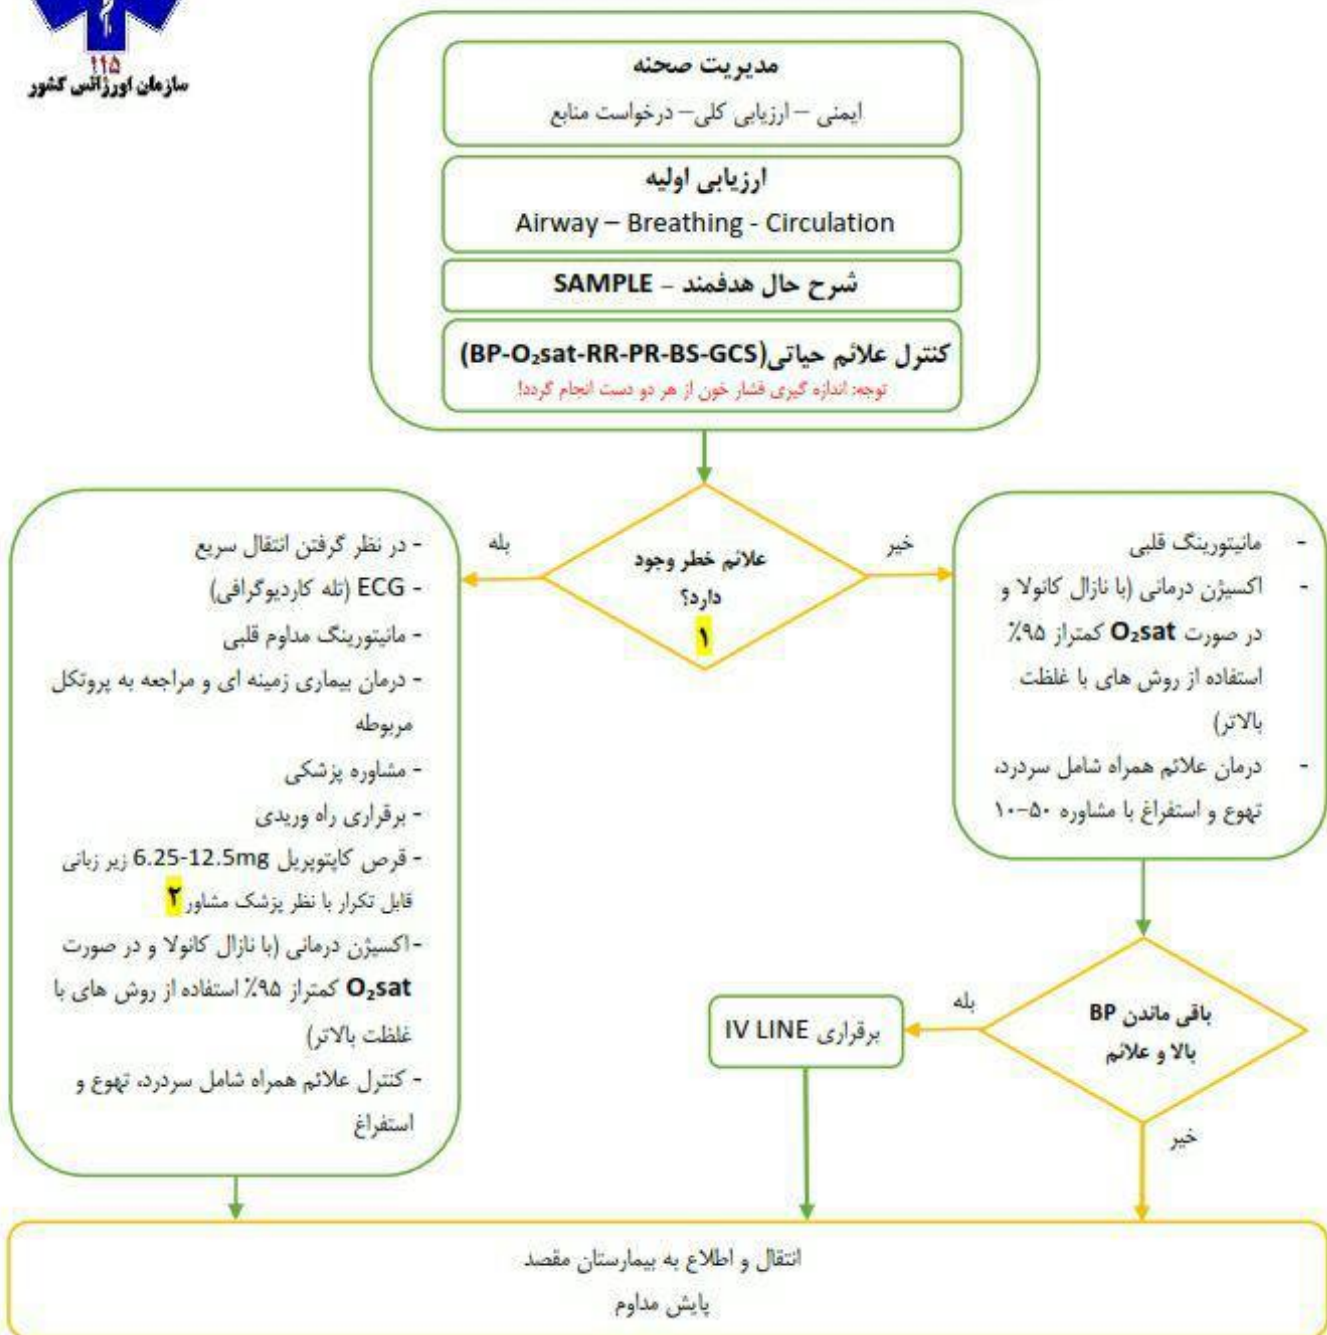 ۱۱۵
سازمان اورژانس کشور
مدیریت صحنه
ایمنی – ارزیابی کلی– درخواست منابع
ارزیابی اولیه
Airway – Breathing - Circulation
شرح حال هدفمند – SAMPLE
کنترل علائم حیاتی(BP-O₂sat-RR-PR-BS-GCS)
توجه: اندازه گیری فشار خون از هر دو دست انجام گردد!
علائم خطر وجود
دارد؟
۱
خیر
بله
- مانیتورینگ قلبی
- اکسیژن درمانی (با نازال کانولا و
در صورت O₂sat کمتراز ۹۵٪
استفاده از روش های با غلظت
بالاتر)
- درمان علائم همراه شامل سردرد،
تهوع و استفراغ با مشاوره ۵۰–۱۰
باقی ماندن BP
بالا و علائم
بله
خیر
برقراری IV LINE
- در نظر گرفتن انتقال سریع
- ECG (تله کاردیوگرافی)
- مانیتورینگ مداوم قلبی
- درمان بیماری زمینه ای و مراجعه به پروتکل
مربوطه
- مشاوره پزشکی
- برقراری راه وریدی
- قرص کاپتوپریل 6.25-12.5mg زیر زبانی
قابل تکرار با نظر پزشک مشاور ۲
-اکسیژن درمانی (با نازال کانولا و در صورت
O₂sat کمتراز ۹۵٪ استفاده از روش های با
غلظت بالاتر)
- کنترل علائم همراه شامل سردرد، تهوع و
استفراغ
انتقال و اطلاع به بیمارستان مقصد
پایش مداوم